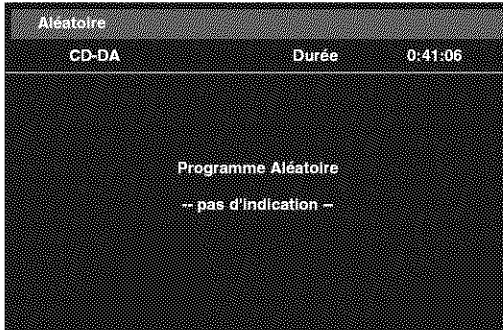 Aléatoire
CD-DA Durée 0:41:06
Programme Aléatoire
-- pas d'indication --